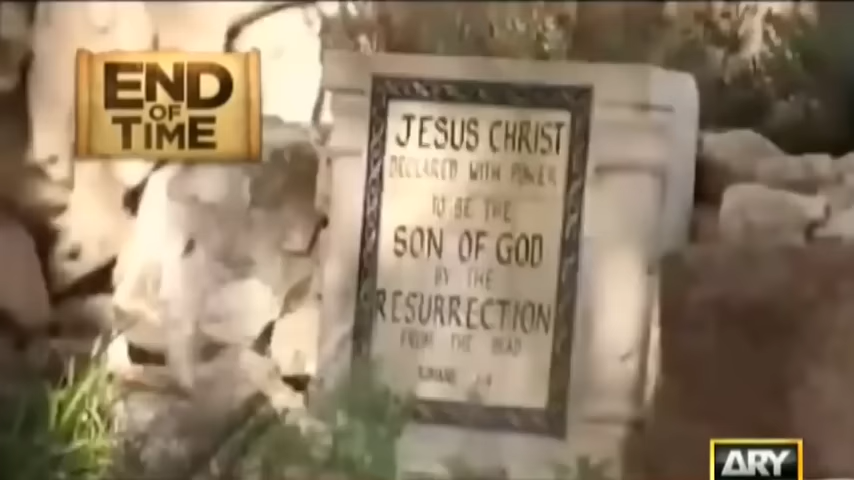 END
OF
TIME
JESUS CHRIST
DECLARED WITH POWER
TO BE THE
SON OF GOD
BY THE
RESURRECTION
FROM THE DEAD
ARY